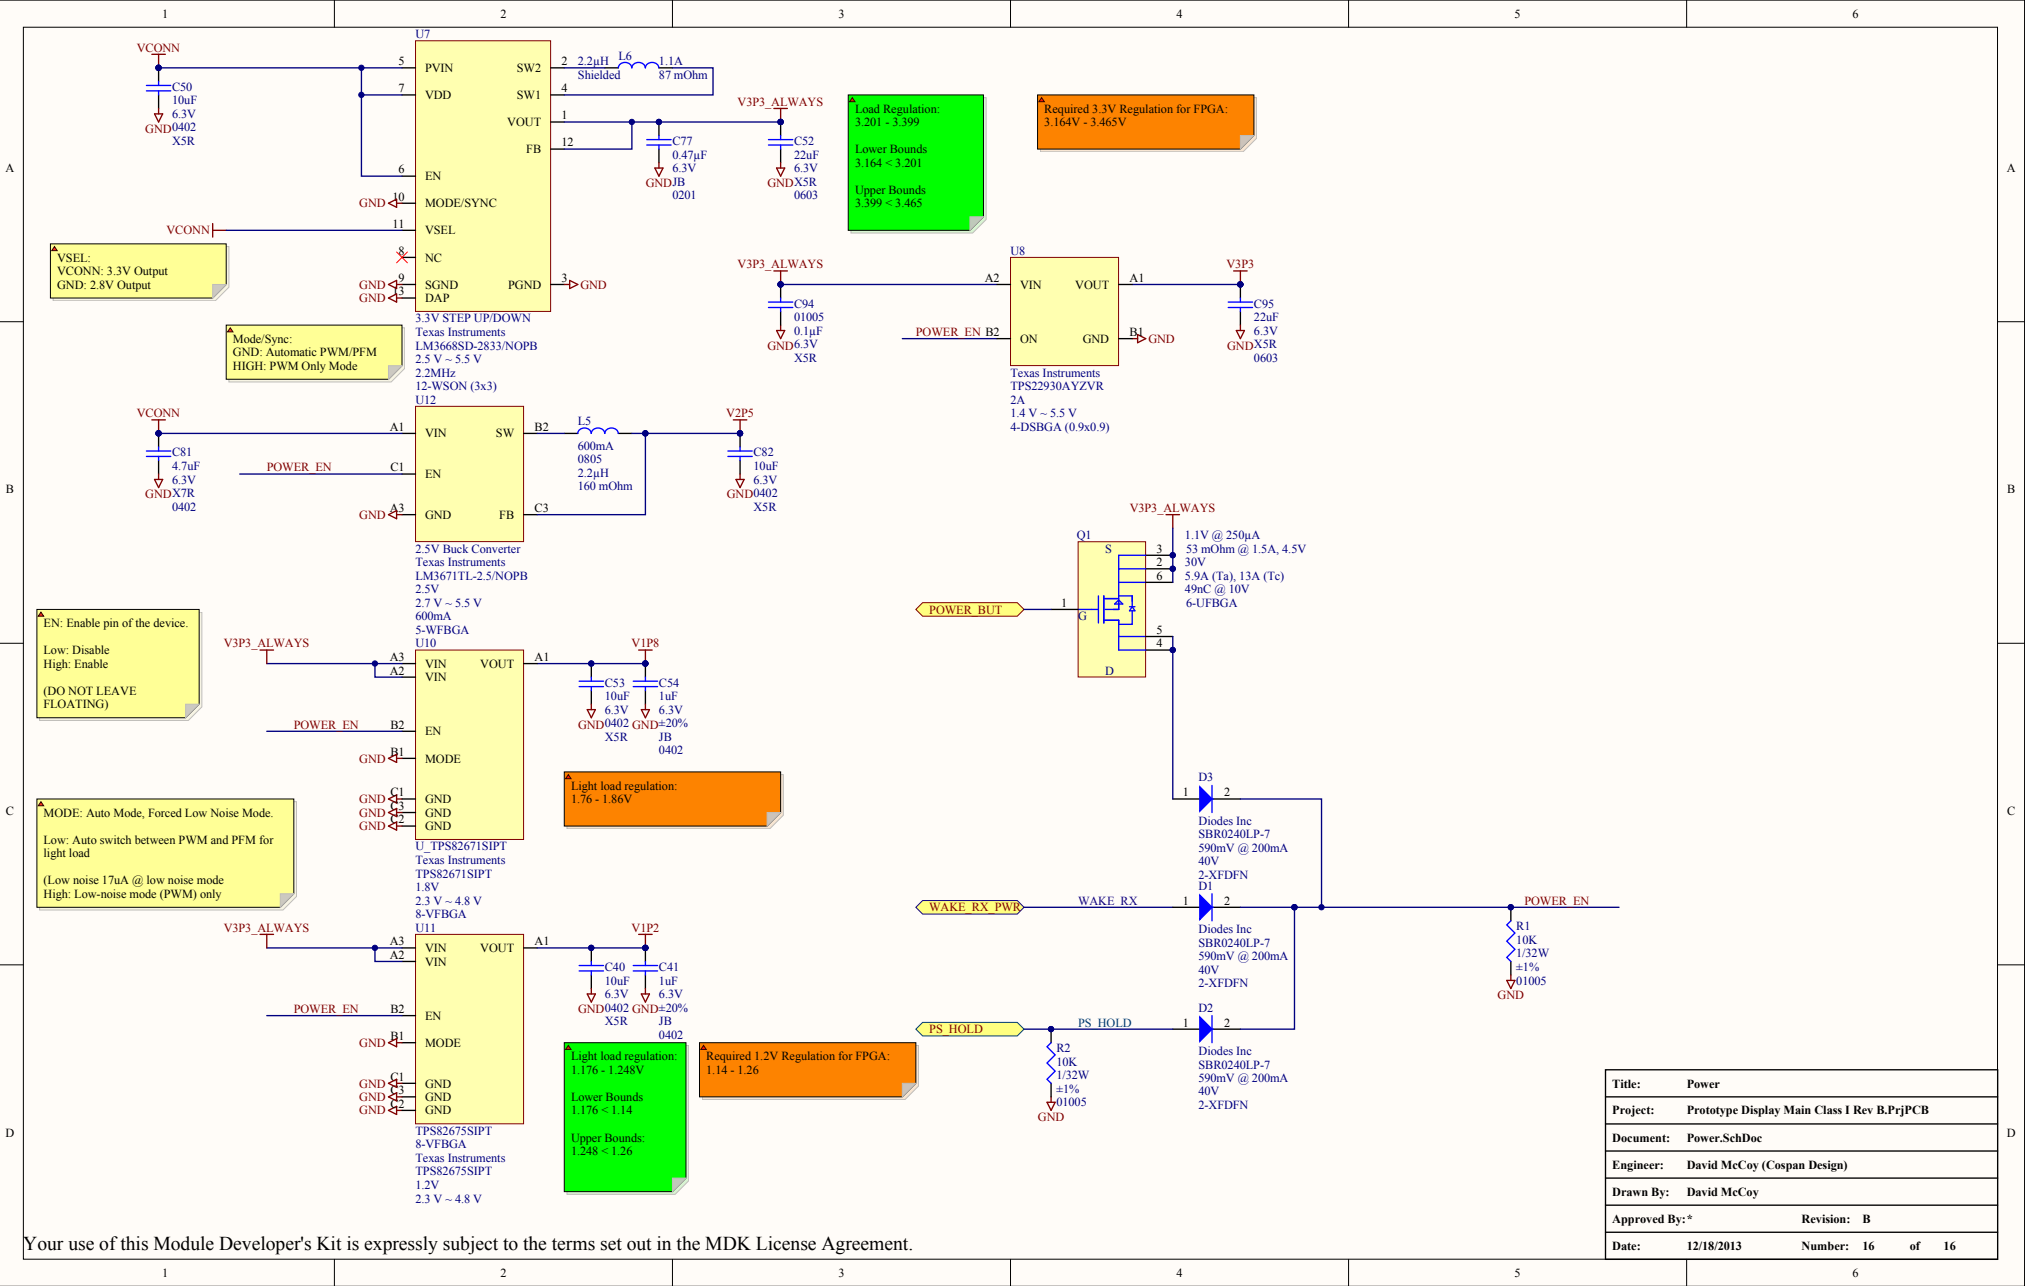 1 2 3 4 5 6
A
B
C
D
A
B
C
D
U7
VCONN
C50
10uF
6.3V
GND 0402
X5R
5 PVIN
7 VDD
6 EN
GND 10 MODE/SYNC
VCONN 11 VSEL
8 NC
GND 9 SGND
GND 13 DAP
SW2 2
SW1 4
VOUT 1
FB 12
PGND 3 GND
2.2µH L6 1.1A
Shielded 87 mOhm
C77
0.47µF
6.3V
GND JB
0201
V3P3_ALWAYS
C52
22uF
6.3V
GND X5R
0603
3.3V STEP UP/DOWN
Texas Instruments
LM3668SD-2833/NOPB
2.5 V ~ 5.5 V
2.2MHz
12-WSON (3x3)
VSEL:
VCONN: 3.3V Output
GND: 2.8V Output
Mode/Sync:
GND: Automatic PWM/PFM
HIGH: PWM Only Mode
Load Regulation:
3.201 - 3.399
Lower Bounds
3.164 < 3.201
Upper Bounds
3.399 < 3.465
Required 3.3V Regulation for FPGA:
3.164V - 3.465V
U8
V3P3_ALWAYS
A2 VIN VOUT A1
V3P3
C94
01005
0.1µF
GND 6.3V
X5R
POWER_EN B2 ON GND B1 GND
C95
22uF
6.3V
GND X5R
0603
Texas Instruments
TPS22930AYZVR
2A
1.4 V ~ 5.5 V
4-DSBGA (0.9x0.9)
U12
VCONN
A1 VIN SW B2
C81
4.7uF
6.3V
GND X7R
0402
POWER_EN C1 EN
GND A3 GND FB C3
L5
600mA
0805
2.2µH
160 mOhm
V2P5
C82
10uF
6.3V
GND 0402
X5R
2.5V Buck Converter
Texas Instruments
LM3671TL-2.5/NOPB
2.5V
2.7 V ~ 5.5 V
600mA
5-WFBGA
EN: Enable pin of the device.
Low: Disable
High: Enable
(DO NOT LEAVE
FLOATING)
U10
V3P3_ALWAYS
A3 VIN VOUT A1
A2 VIN
POWER_EN B2 EN
GND B1 MODE
GND C1 GND
GND C3 GND
GND C2 GND
V1P8
C53
10uF
6.3V
GND 0402
X5R
C54
1uF
6.3V
GND ±20%
JB
0402
U_TPS82671SIPT
Texas Instruments
TPS82671SIPT
1.8V
2.3 V ~ 4.8 V
8-VFBGA
Light load regulation:
1.76 - 1.86V
MODE: Auto Mode, Forced Low Noise Mode.
Low: Auto switch between PWM and PFM for
light load
(Low noise 17uA @ low noise mode
High: Low-noise mode (PWM) only
U11
V3P3_ALWAYS
A3 VIN VOUT A1
A2 VIN
POWER_EN B2 EN
GND B1 MODE
GND C1 GND
GND C3 GND
GND C2 GND
V1P2
C40
10uF
6.3V
GND 0402
X5R
C41
1uF
6.3V
GND ±20%
JB
0402
TPS82675SIPT
8-VFBGA
Texas Instruments
TPS82675SIPT
1.2V
2.3 V ~ 4.8 V
Light load regulation:
1.176 - 1.248V
Lower Bounds
1.176 < 1.14
Upper Bounds:
1.248 < 1.26
Required 1.2V Regulation for FPGA:
1.14 - 1.26
V3P3_ALWAYS
Q1
S
3
2
6
1.1V @ 250µA
53 mOhm @ 1.5A, 4.5V
30V
5.9A (Ta), 13A (Tc)
49nC @ 10V
6-UFBGA
POWER_BUT 1 G
5
4
D
D3
1 2
Diodes Inc
SBR0240LP-7
590mV @ 200mA
40V
2-XFDFN
D1
WAKE_RX_PWR WAKE_RX 1 2
Diodes Inc
SBR0240LP-7
590mV @ 200mA
40V
2-XFDFN
POWER_EN
R1
10K
1/32W
±1%
01005
GND
D2
PS_HOLD PS_HOLD 1 2
R2
10K
1/32W
±1%
01005
GND
Diodes Inc
SBR0240LP-7
590mV @ 200mA
40V
2-XFDFN
Title: Power
Project: Prototype Display Main Class I Rev B.PrjPCB
Document: Power.SchDoc
Engineer: David McCoy (Cospan Design)
Drawn By: David McCoy
Approved By: * Revision: B
Date: 12/18/2013 Number: 16 of 16
Your use of this Module Developer's Kit is expressly subject to the terms set out in the MDK License Agreement.
1 2 3 4 5 6